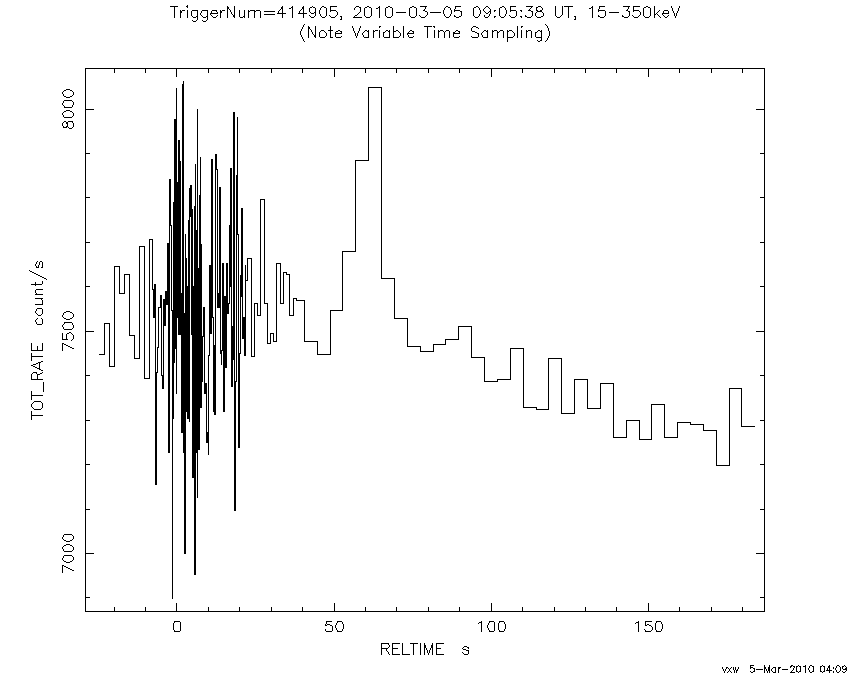 TriggerNum=414905, 2010-03-05 09:05:38 UT, 15-350keV
(Note Variable Time Sampling)
TOT_RATE count/s
8000
7500
7000
0 50 100 150
RELTIME s
vxw 5-Mar-2010 04:09